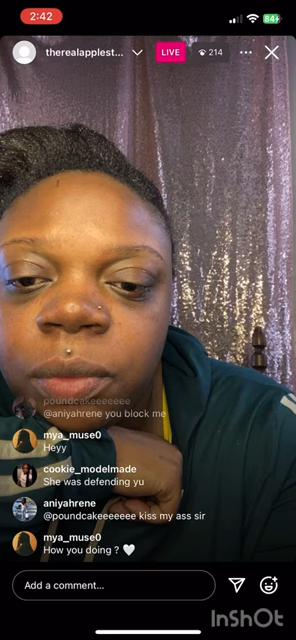 2:42
84
therealapplest...
LIVE
214
poundcakeeeeeee
@aniyahrene you block me
mya_muse0
Heyy
cookie_modelmade
She was defending yu
aniyahrene
@poundcakeeeeeee kiss my ass sir
mya_muse0
How you doing ? 🤍
Add a comment...
InShOt